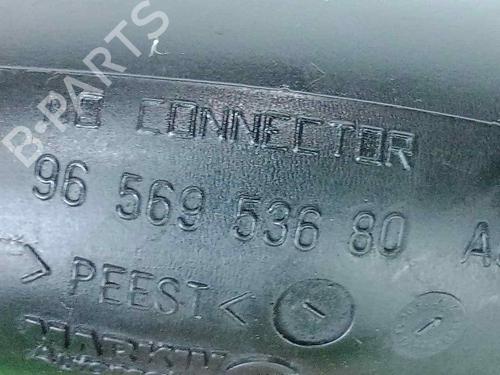 B-PARTS
CONNECTOR
96 569 536 80
>PEEST<